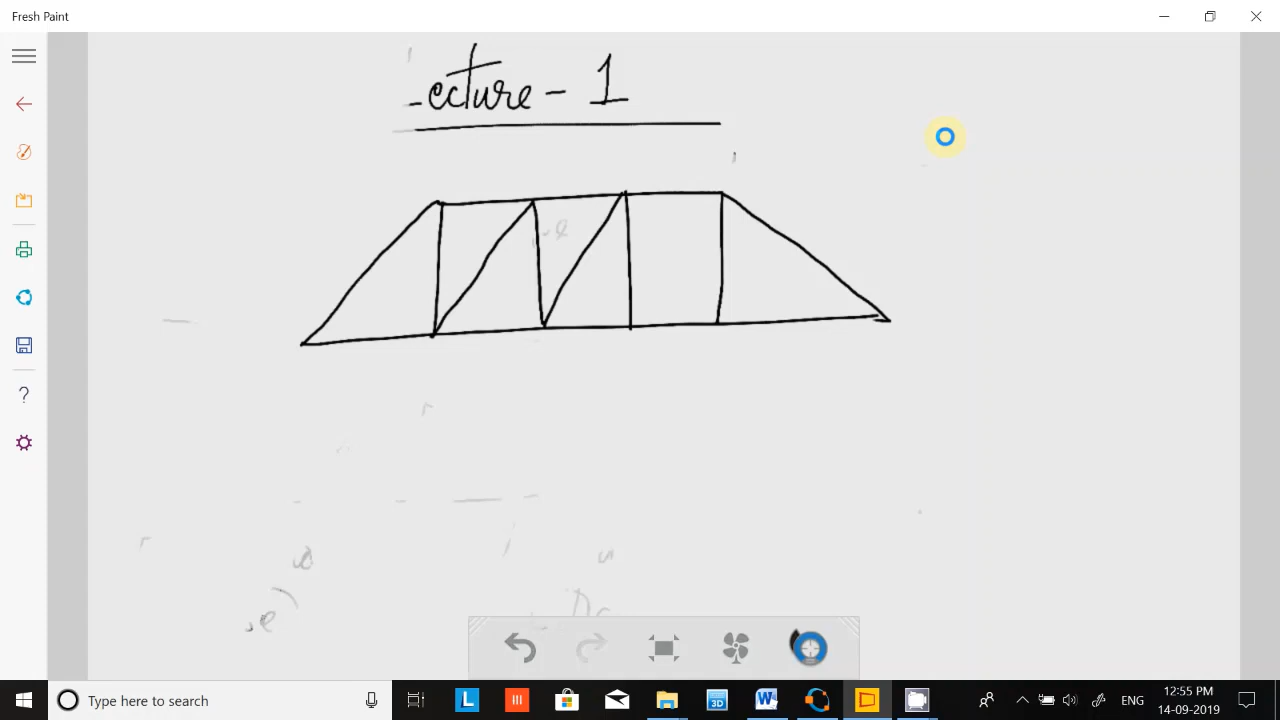 Fresh Paint
ecture - 1
Type here to search
ENG
12:55 PM
14-09-2019